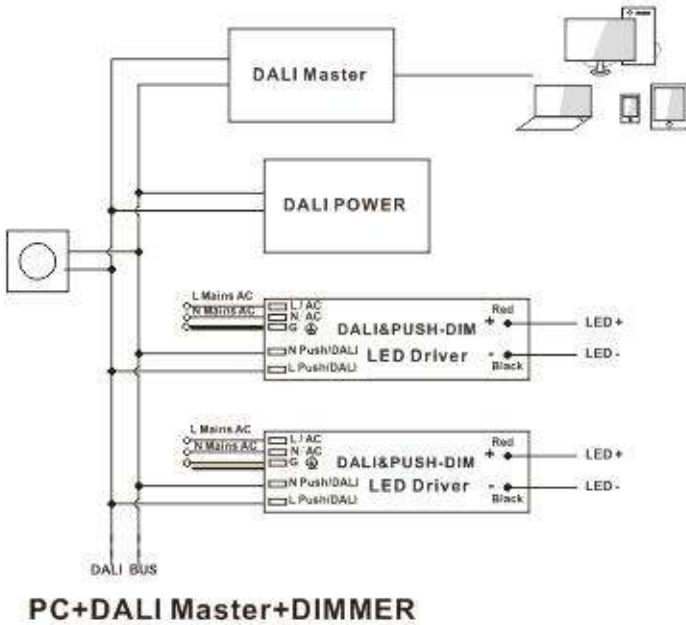 DALI Master
DALI POWER
L Mains AC
N Mains AC
L / AC
N/ AC
G
DALI&PUSH-DIM
LED Driver
N Push/DALI
L Push/DALI
Red
+
-
Black
LED+
LED-
L Mains AC
N Mains AC
L / AC
N/ AC
G
DALI&PUSH-DIM
LED Driver
N Push/DALI
L Push/DALI
Red
+
-
Black
LED+
LED-
DALI BUS
PC+DALI Master+DIMMER